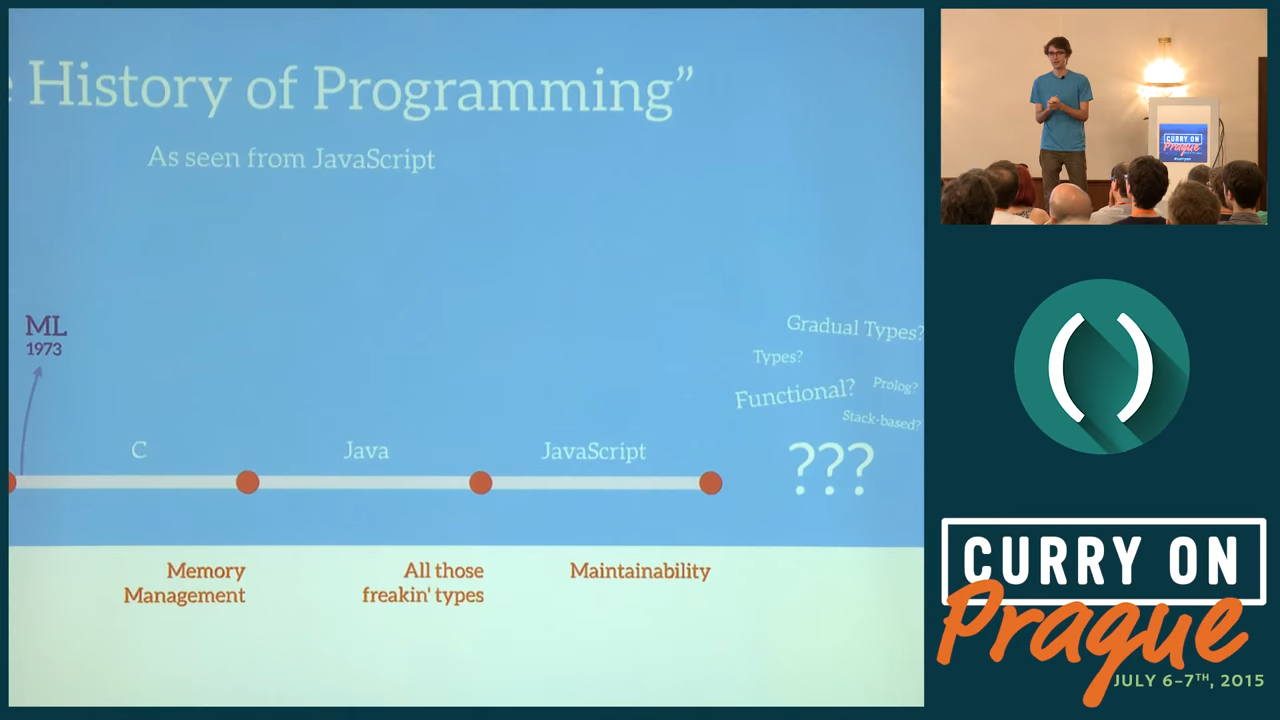 History of Programming”
As seen from JavaScript
ML
1973
Gradual Types?
Types?
Functional?
Prolog?
Stack-based?
C
Java
JavaScript
???
Memory
Management
All those
freakin' types
Maintainability
CURRY ON
Prague
( )
CURRY ON
Prague
JULY 6-7TH, 2015